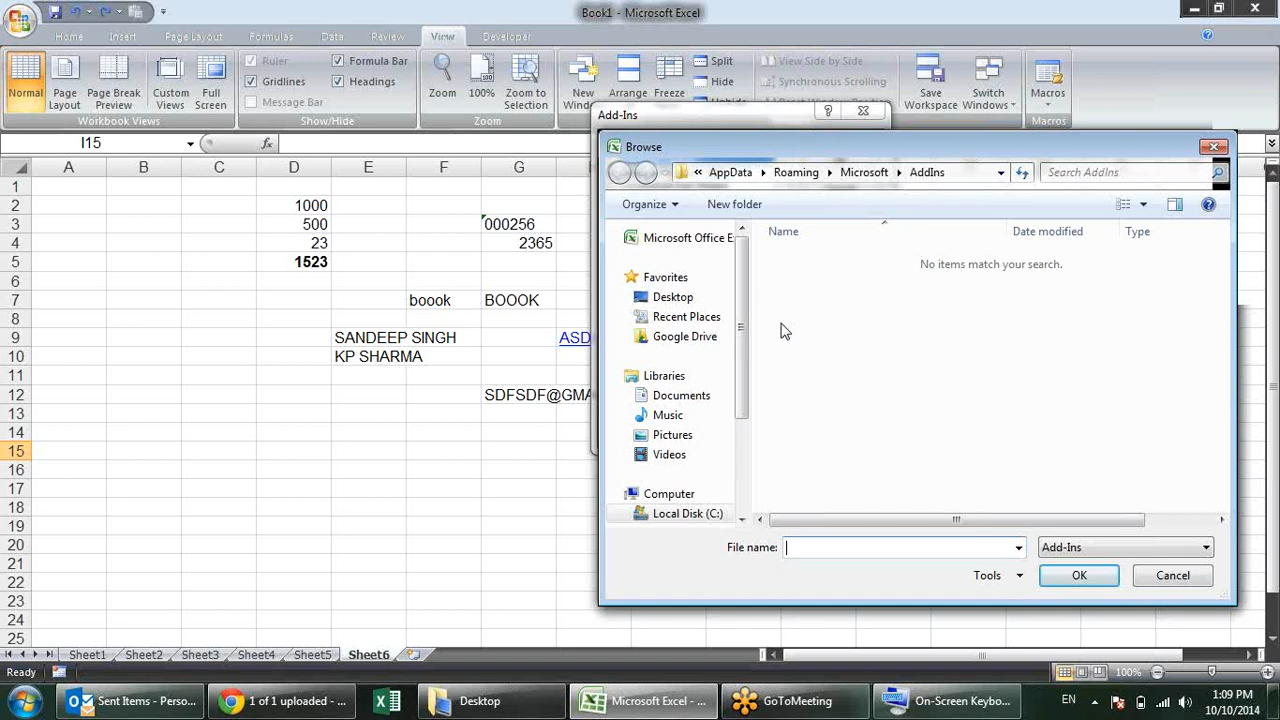 Book1 - Microsoft Excel
Home Insert Page Layout Formulas Data Review View Developer
Ruler Formula Bar
Gridlines Headings
Message Bar
Normal Page Layout Page Break Preview Custom Views Full Screen
Zoom 100% Zoom to Selection
New Arrange Freeze
Split
Hide
View Side by Side
Synchronous Scrolling
Save Workspace Switch Windows Macros
Workbook Views Show/Hide Zoom Macros
Add-Ins
I15
fx
Browse
AppData Roaming Microsoft AddIns Search AddIns
Organize New folder
Name Date modified Type
No items match your search.
Microsoft Office E
Favorites
Desktop
Recent Places
Google Drive
Libraries
Documents
Music
Pictures
Videos
Computer
Local Disk (C:)
File name: Add-Ins
Tools OK Cancel
A B C D E F G
1
2 1000
3 500 000256
4 23 2365
5 1523
6
7 boook BOOOK
8
9 SANDEEP SINGH ASD
10 KP SHARMA
11
12 SDFSDF@GMA
13
14
15
16
17
18
19
20
21
22
23
24
25
Sheet1 Sheet2 Sheet3 Sheet4 Sheet5 Sheet6
Ready 100%
Sent Items - Perso...
1 of 1 uploaded - ...
Desktop
Microsoft Excel - ...
GoToMeeting
On-Screen Keybo...
EN
1:09 PM
10/10/2014